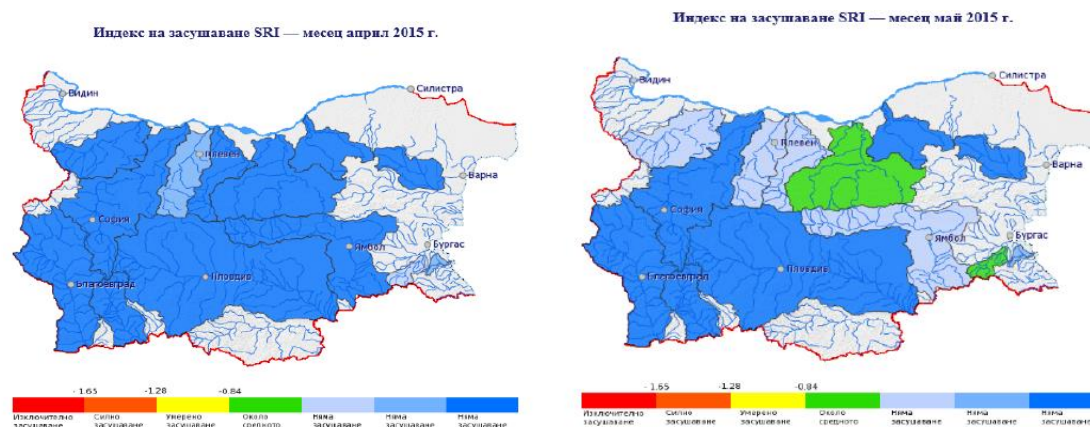 Индекс на засушаване SRI — месец април 2015 г.
Видин
Силистра
Плевен
Варна
София
Ямбол
Бургас
Пловдив
Благоевград
- 1.65 -1.28 -0.84
Изключително засушаване
Силно засушаване
Умерено засушаване
Около средното
Няма засушаване
Няма засушаване
Няма засушаване
Индекс на засушаване SRI — месец май 2015 г.
Видин
Силистра
Плевен
Варна
София
Ямбол
Бургас
Пловдив
Благоевград
-1.28 -0.84
Изключително засушаване
Силно засушаване
Умерено засушаване
Около средното
Няма засушаване
Няма засушаване
Няма засушаване